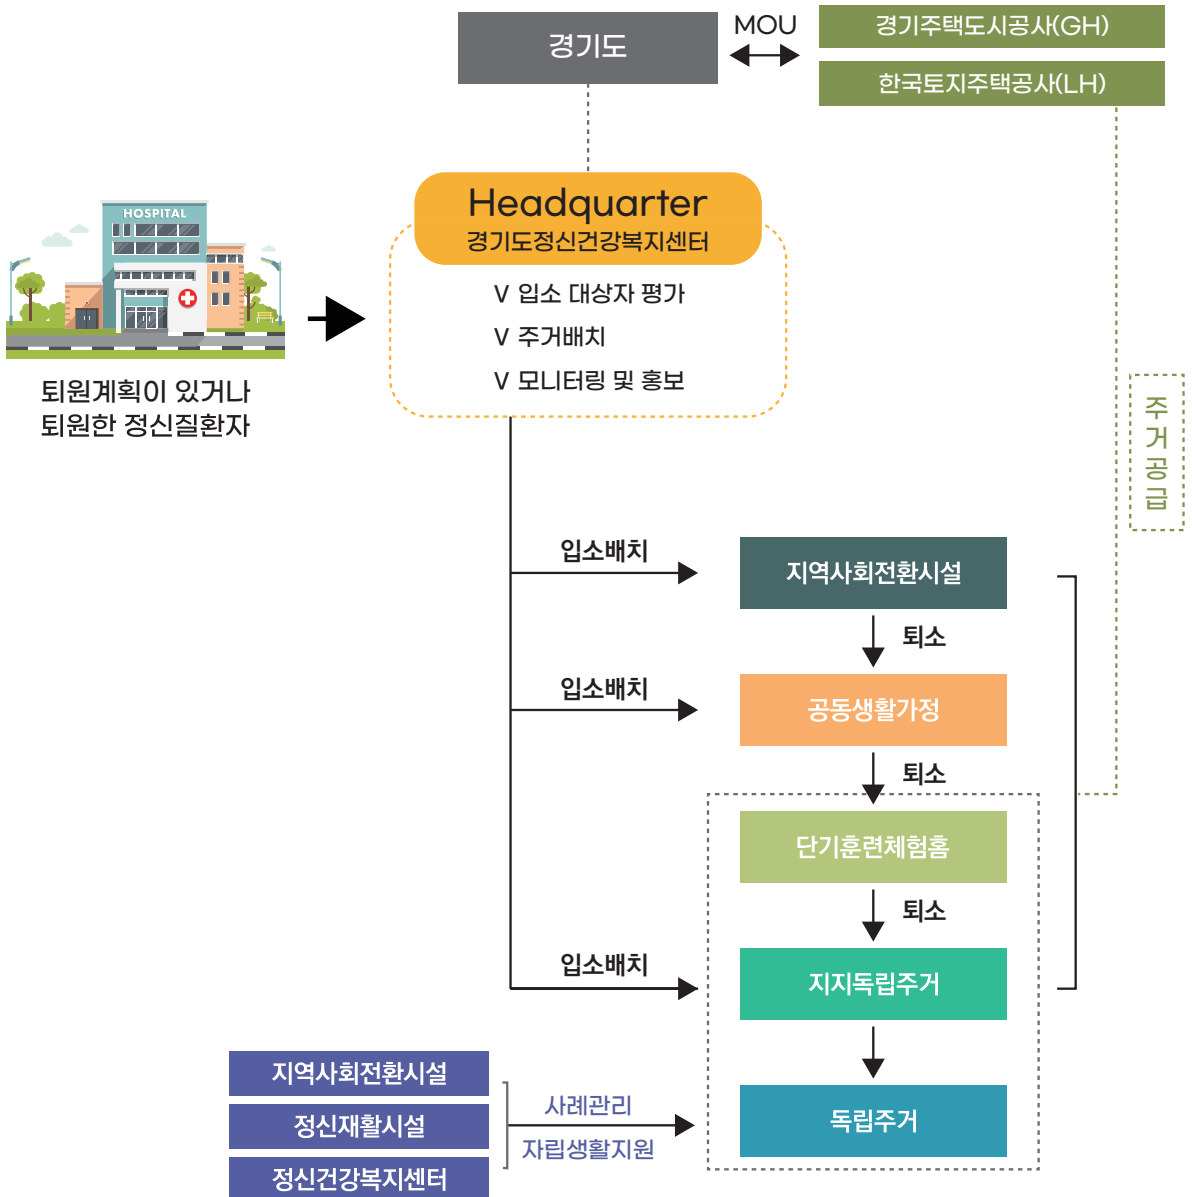 경기도
MOU
경기주택도시공사(GH)
한국토지주택공사(LH)
Headquarter
경기도정신건강복지센터
V 입소 대상자 평가
V 주거배치
V 모니터링 및 홍보
HOSPITAL
퇴원계획이 있거나
퇴원한 정신질환자
주거공급
입소배치
지역사회전환시설
퇴소
입소배치
공동생활가정
퇴소
단기훈련체험홈
퇴소
입소배치
지지독립주거
독립주거
지역사회전환시설
정신재활시설
정신건강복지센터
사례관리
자립생활지원